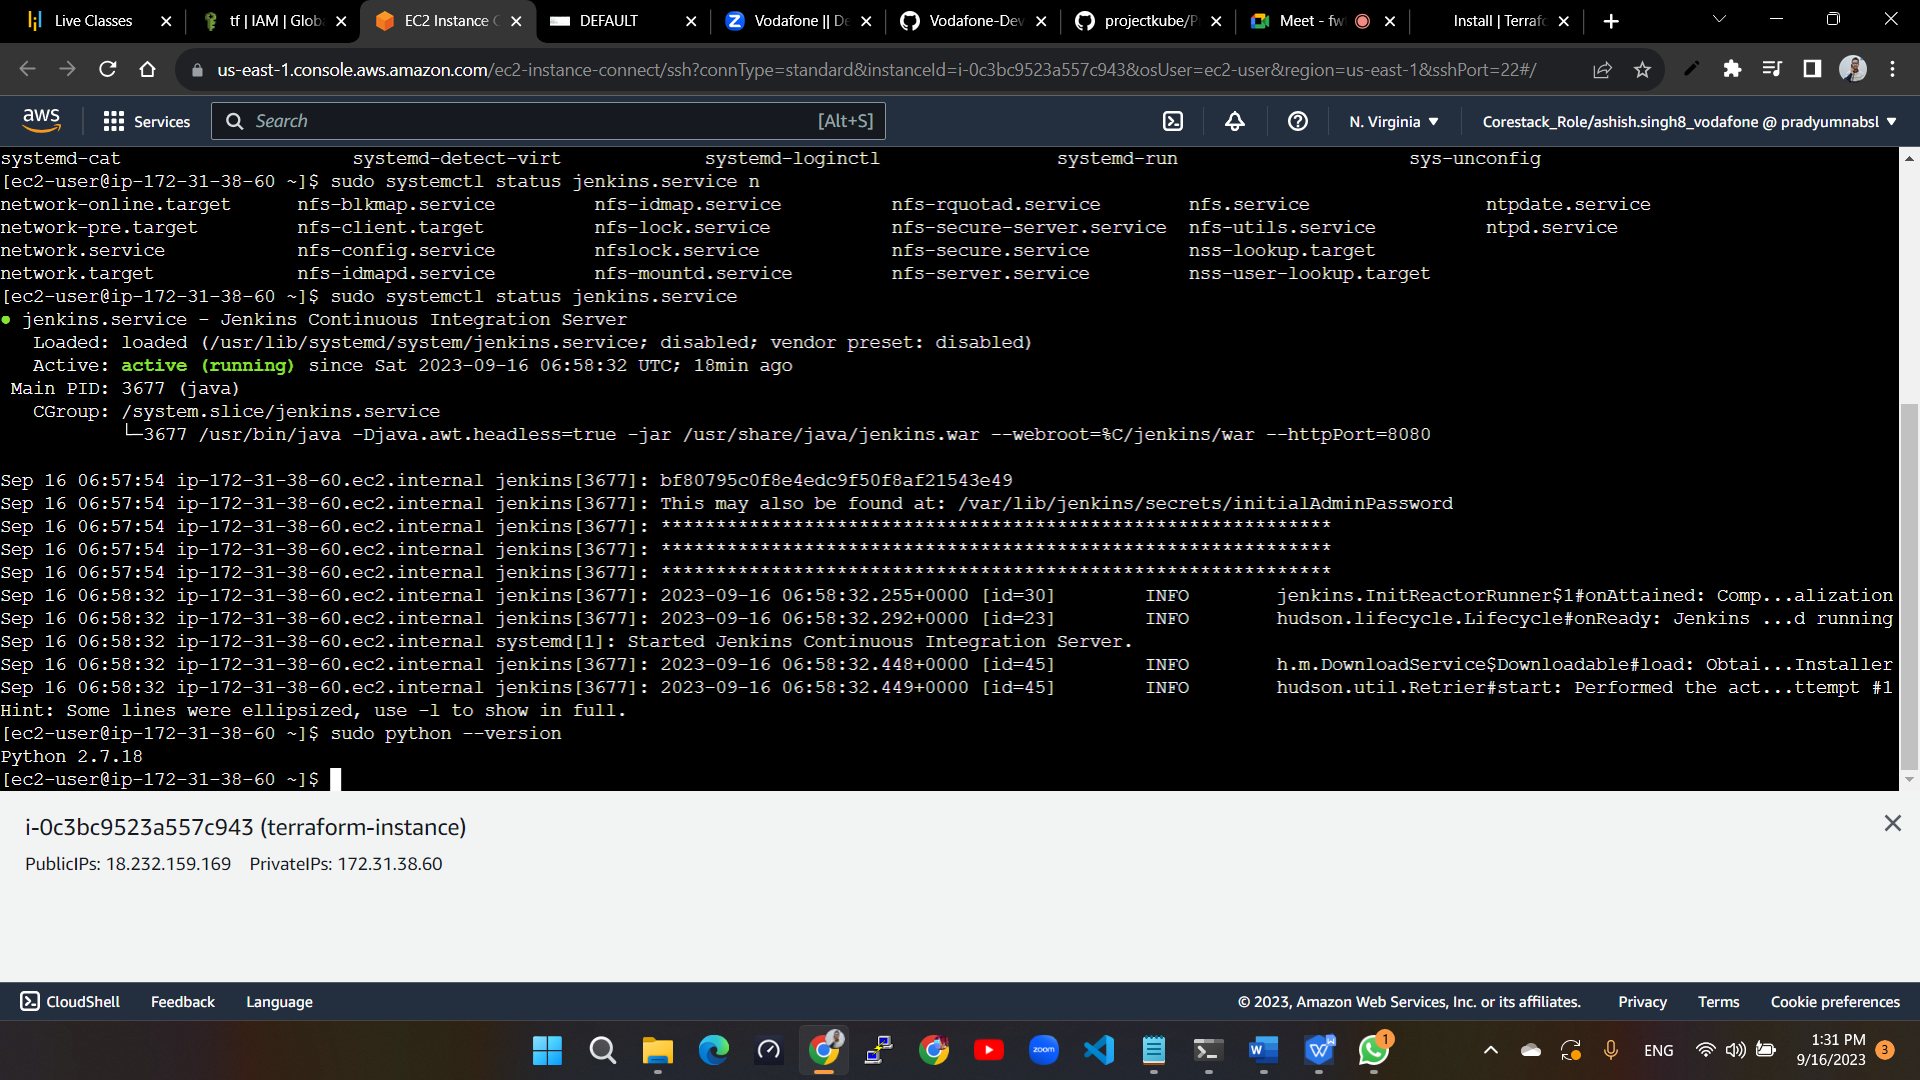 Live Classes
tf | IAM | Globa
EC2 Instance C
DEFAULT
Vodafone || De
Vodafone-Dev
projectkube/P
Meet - fw
Install | Terrafo
us-east-1.console.aws.amazon.com/ec2-instance-connect/ssh?connType=standard&instanceId=i-0c3bc9523a557c943&osUser=ec2-user&region=us-east-1&sshPort=22#/
aws
Services
Search
[Alt+S]
N. Virginia
Corestack_Role/ashish.singh8_vodafone @ pradyumnabsl
systemd-cat systemd-detect-virt systemd-loginctl systemd-run sys-unconfig
[ec2-user@ip-172-31-38-60 ~]$ sudo systemctl status jenkins.service n
network-online.target nfs-blkmap.service nfs-idmap.service nfs-rquotad.service nfs.service ntpdate.service
network-pre.target nfs-client.target nfs-lock.service nfs-secure-server.service nfs-utils.service ntpd.service
network.service nfs-config.service nfslock.service nfs-secure.service nss-lookup.target
network.target nfs-idmapd.service nfs-mountd.service nfs-server.service nss-user-lookup.target
[ec2-user@ip-172-31-38-60 ~]$ sudo systemctl status jenkins.service
● jenkins.service - Jenkins Continuous Integration Server
Loaded: loaded (/usr/lib/systemd/system/jenkins.service; disabled; vendor preset: disabled)
Active: active (running) since Sat 2023-09-16 06:58:32 UTC; 18min ago
Main PID: 3677 (java)
CGroup: /system.slice/jenkins.service
└─3677 /usr/bin/java -Djava.awt.headless=true -jar /usr/share/java/jenkins.war --webroot=%C/jenkins/war --httpPort=8080
Sep 16 06:57:54 ip-172-31-38-60.ec2.internal jenkins[3677]: bf80795c0f8e4edc9f50f8af21543e49
Sep 16 06:57:54 ip-172-31-38-60.ec2.internal jenkins[3677]: This may also be found at: /var/lib/jenkins/secrets/initialAdminPassword
Sep 16 06:57:54 ip-172-31-38-60.ec2.internal jenkins[3677]: *************************************************************
Sep 16 06:57:54 ip-172-31-38-60.ec2.internal jenkins[3677]: *************************************************************
Sep 16 06:57:54 ip-172-31-38-60.ec2.internal jenkins[3677]: *************************************************************
Sep 16 06:58:32 ip-172-31-38-60.ec2.internal jenkins[3677]: 2023-09-16 06:58:32.255+0000 [id=30] INFO jenkins.InitReactorRunner$1#onAttained: Comp...alization
Sep 16 06:58:32 ip-172-31-38-60.ec2.internal jenkins[3677]: 2023-09-16 06:58:32.292+0000 [id=23] INFO hudson.lifecycle.Lifecycle#onReady: Jenkins ...d running
Sep 16 06:58:32 ip-172-31-38-60.ec2.internal systemd[1]: Started Jenkins Continuous Integration Server.
Sep 16 06:58:32 ip-172-31-38-60.ec2.internal jenkins[3677]: 2023-09-16 06:58:32.448+0000 [id=45] INFO h.m.DownloadService$Downloadable#load: Obtai...Installer
Sep 16 06:58:32 ip-172-31-38-60.ec2.internal jenkins[3677]: 2023-09-16 06:58:32.449+0000 [id=45] INFO hudson.util.Retrier#start: Performed the act...ttempt #1
Hint: Some lines were ellipsized, use -l to show in full.
[ec2-user@ip-172-31-38-60 ~]$ sudo python --version
Python 2.7.18
[ec2-user@ip-172-31-38-60 ~]$
i-0c3bc9523a557c943 (terraform-instance)
PublicIPs: 18.232.159.169 PrivateIPs: 172.31.38.60
CloudShell Feedback Language
© 2023, Amazon Web Services, Inc. or its affiliates. Privacy Terms Cookie preferences
zoom
1
ENG
1:31 PM
9/16/2023
3